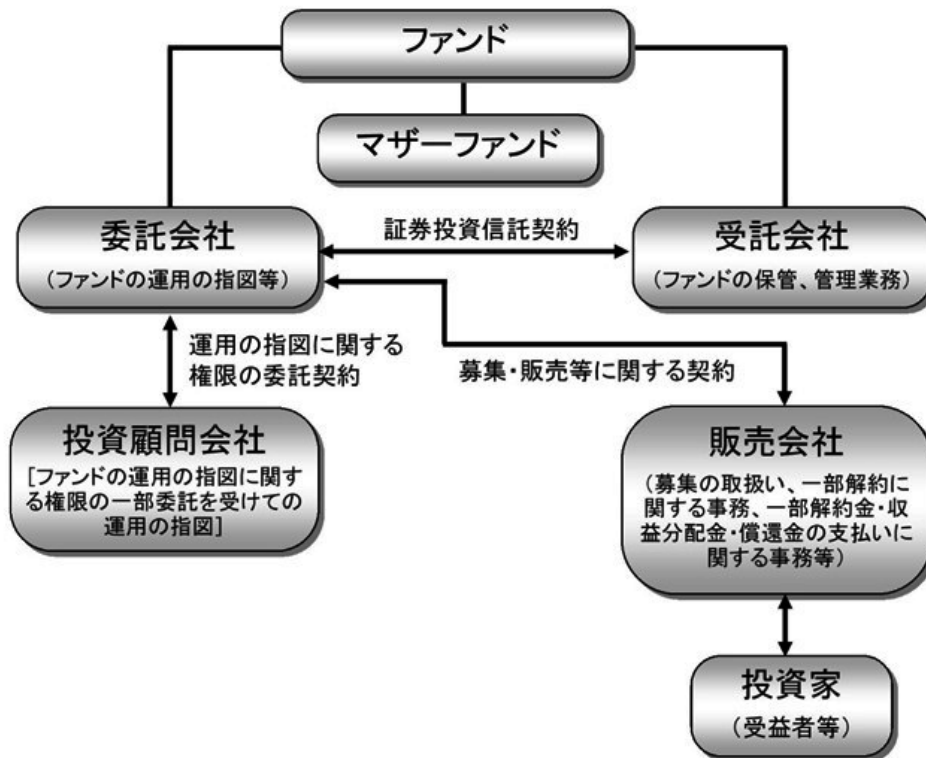 ファンド
マザーファンド
委託会社
(ファンドの運用の指図等)
証券投資信託契約
受託会社
(ファンドの保管、管理業務)
運用の指図に関する
権限の委託契約
募集・販売等に関する契約
投資顧問会社
[ファンドの運用の指図に関す
る権限の一部委託を受けての
運用の指図]
販売会社
(募集の取扱い、一部解約に
関する事務、一部解約金・収
益分配金・償還金の支払いに
関する事務等)
投資家
(受益者等)